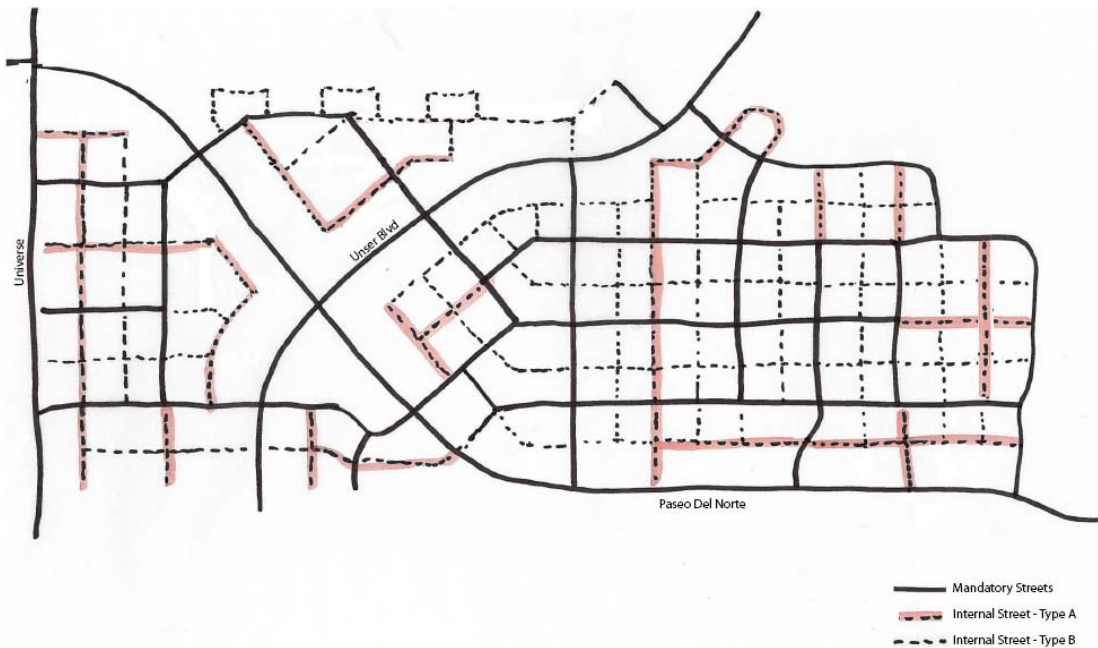 Universe
Unser Blvd
Paseo Del Norte
Mandatory Streets
Internal Street - Type A
Internal Street - Type B